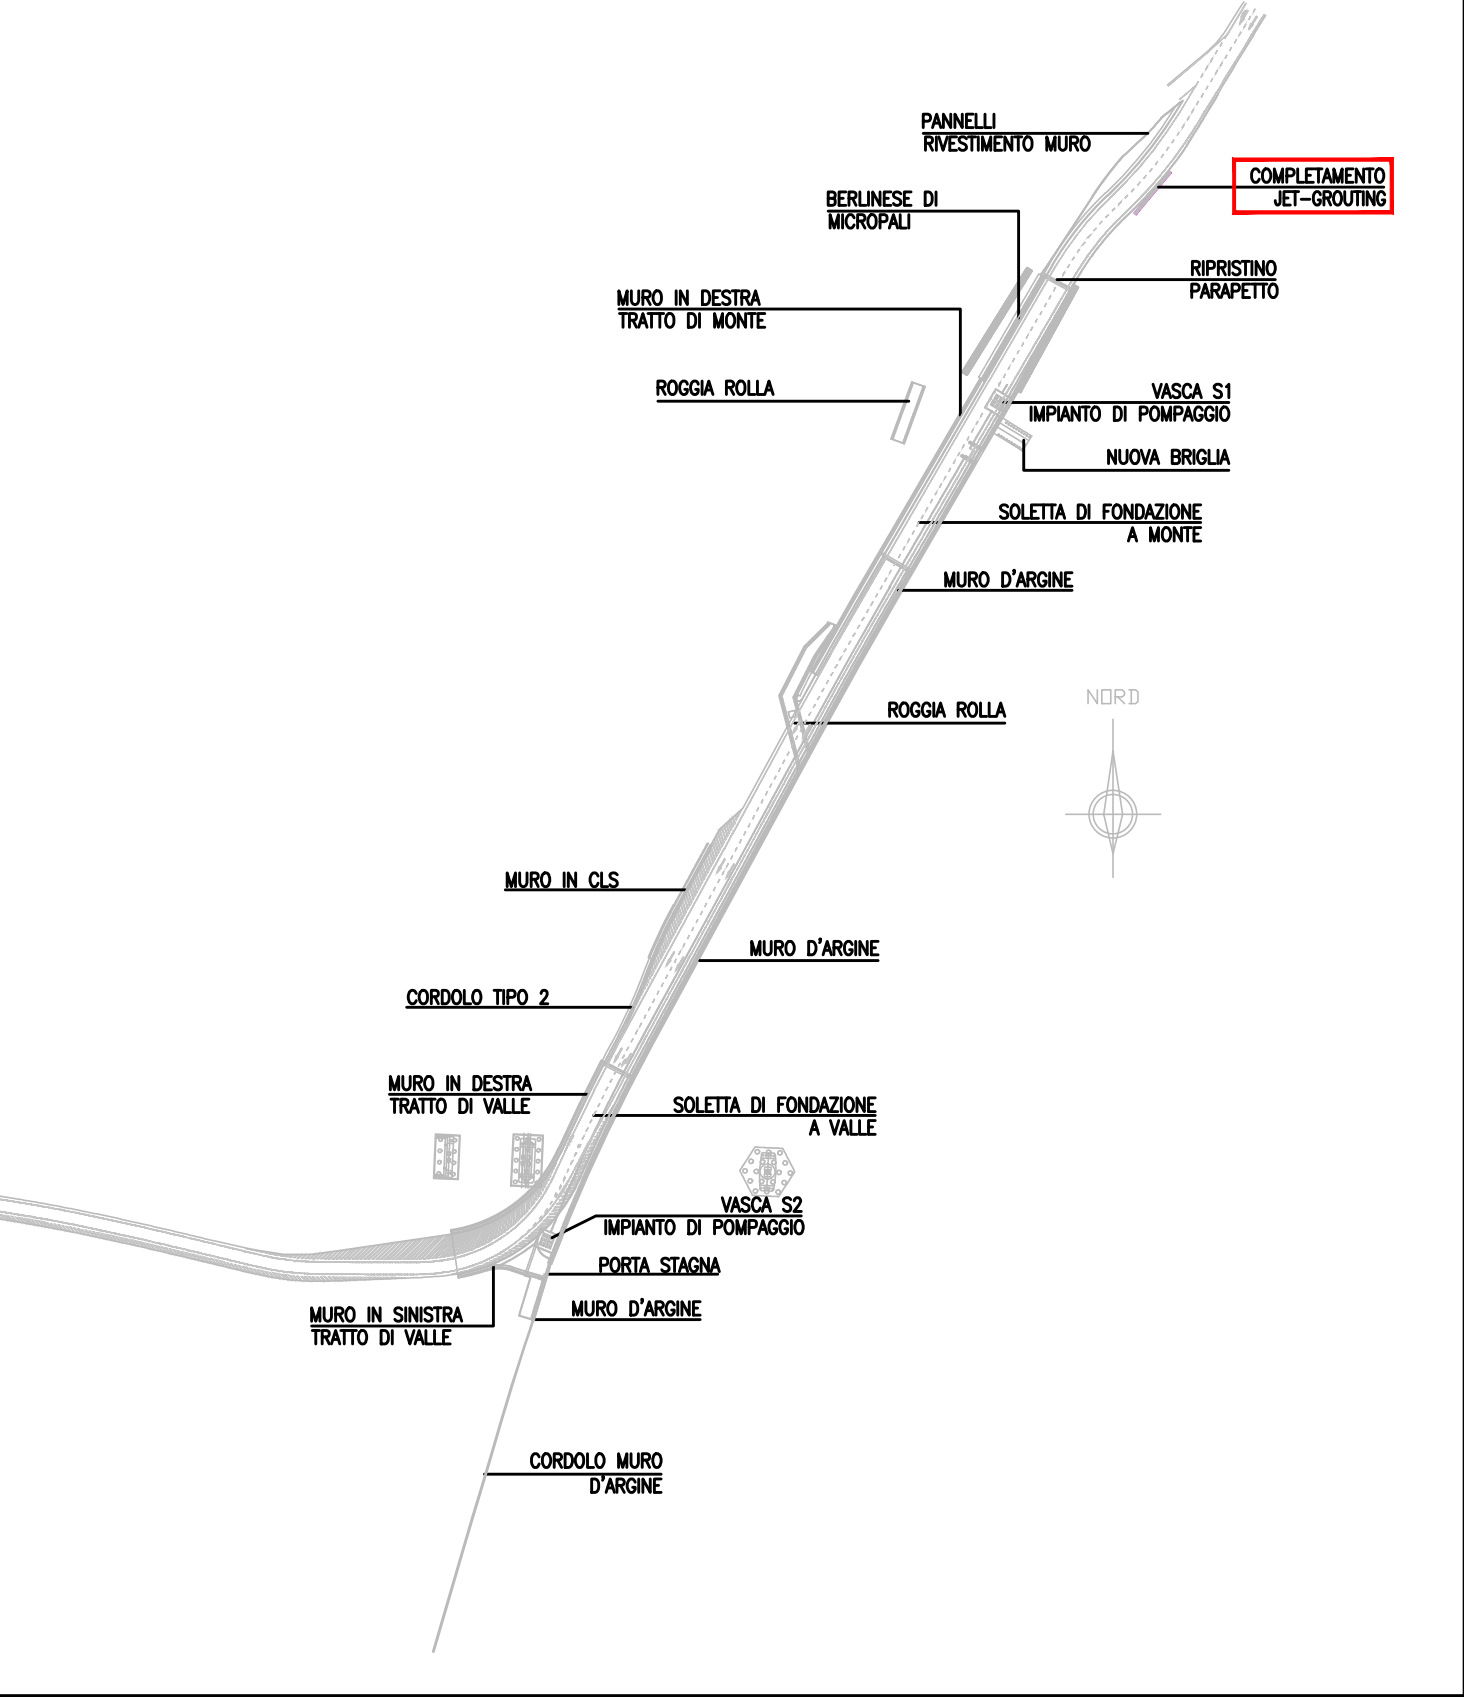 PANNELLI
RIVESTIMENTO MURO
COMPLETAMENTO
JET-GROUTING
BERLINESE DI
MICROPALI
RIPRISTINO
PARAPETTO
MURO IN DESTRA
TRATTO DI MONTE
ROGGIA ROLLA
VASCA S1
IMPIANTO DI POMPAGGIO
NUOVA BRIGLIA
SOLETTA DI FONDAZIONE
A MONTE
MURO D'ARGINE
NORD
ROGGIA ROLLA
MURO IN CLS
MURO D'ARGINE
CORDOLO TIPO 2
MURO IN DESTRA
TRATTO DI VALLE
SOLETTA DI FONDAZIONE
A VALLE
VASCA S2
IMPIANTO DI POMPAGGIO
PORTA STAGNA
MURO D'ARGINE
MURO IN SINISTRA
TRATTO DI VALLE
CORDOLO MURO
D'ARGINE